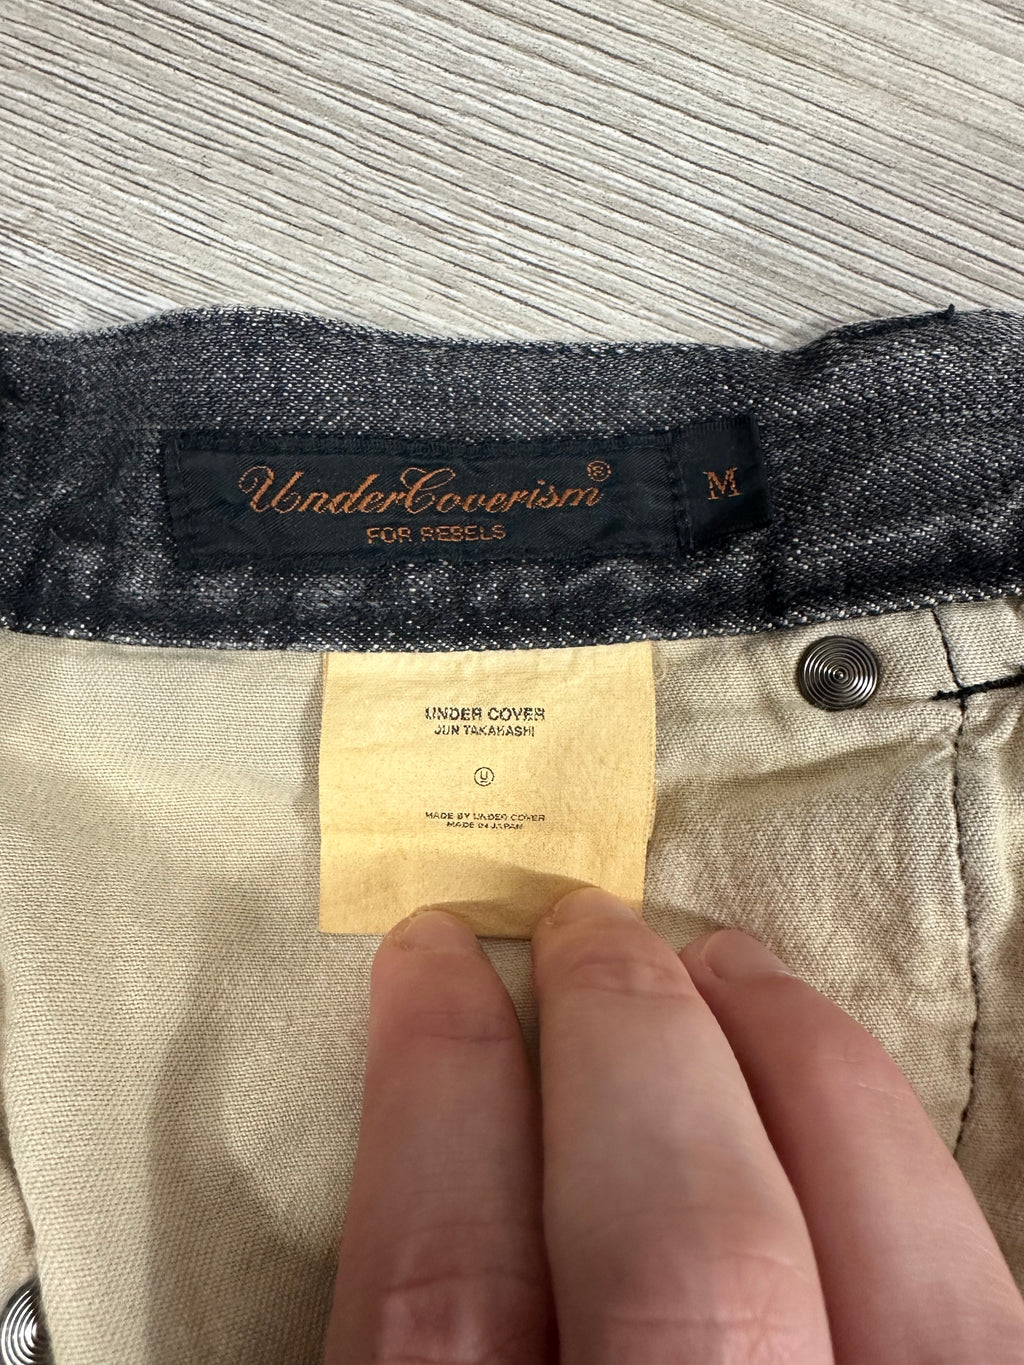 UnderCoverism®
FOR REBELS
M
UNDER COVER
JUN TAKAHASHI
U
MADE BY UNDER COVER
MADE IN JAPAN